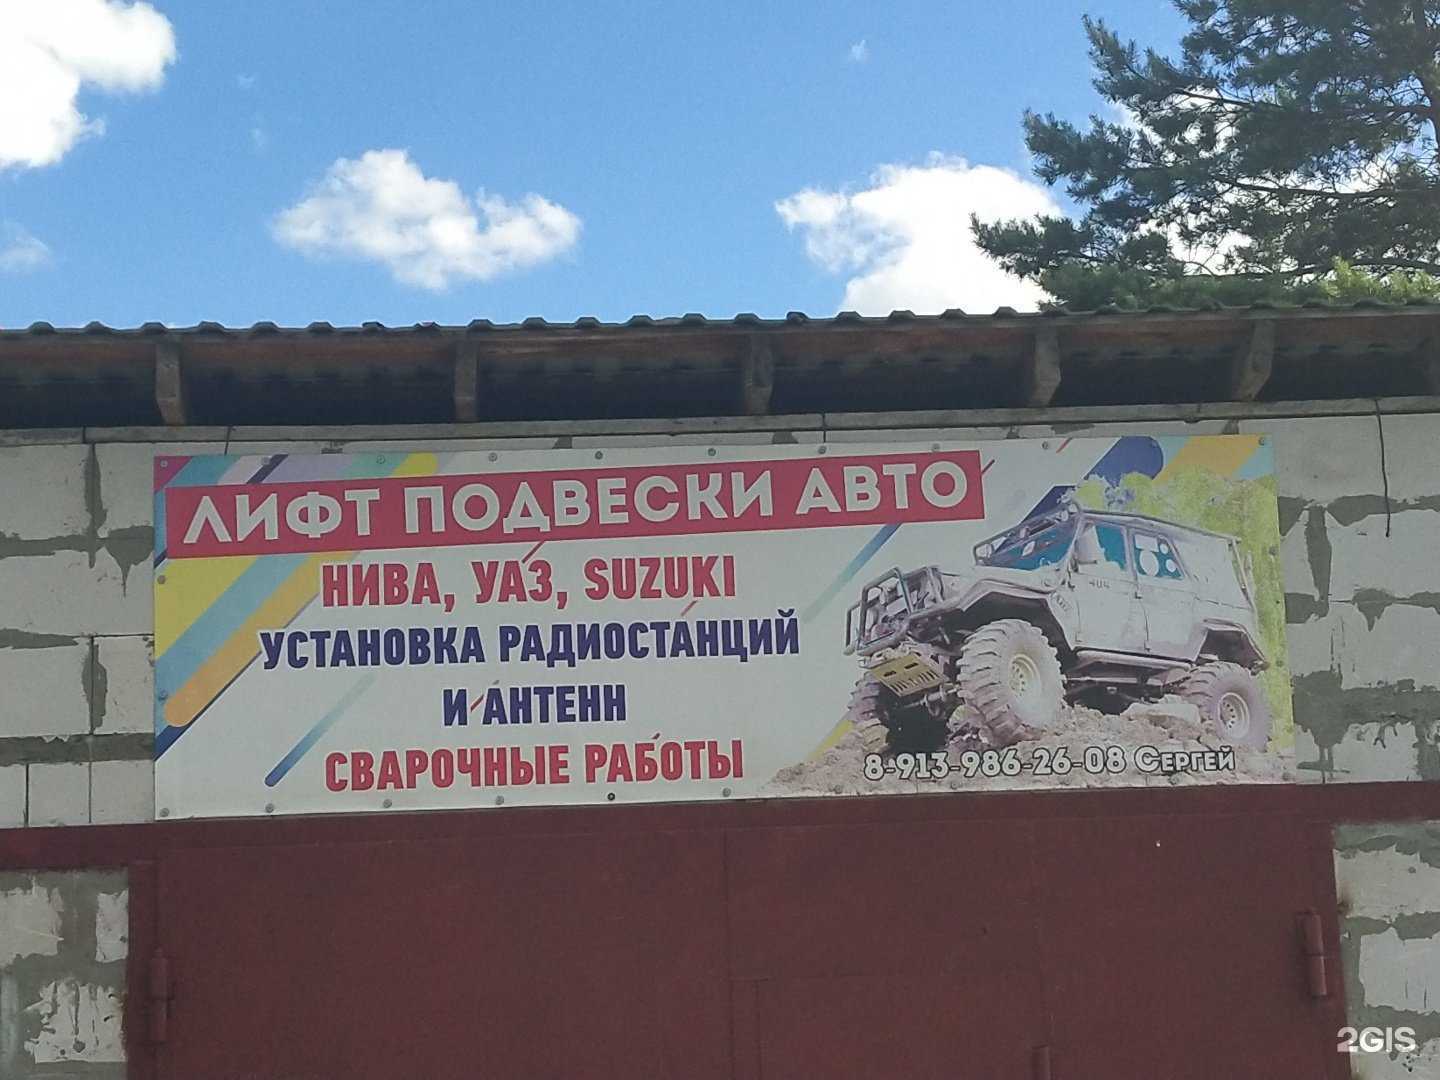 ЛИФТ ПОДВЕСКИ АВТО
НИВА, УАЗ, SUZUKI
УСТАНОВКА РАДИОСТАНЦИЙ
И АНТЕНН
СВАРОЧНЫЕ РАБОТЫ
8-913-986-26-08 СЕРГЕЙ
2GIS